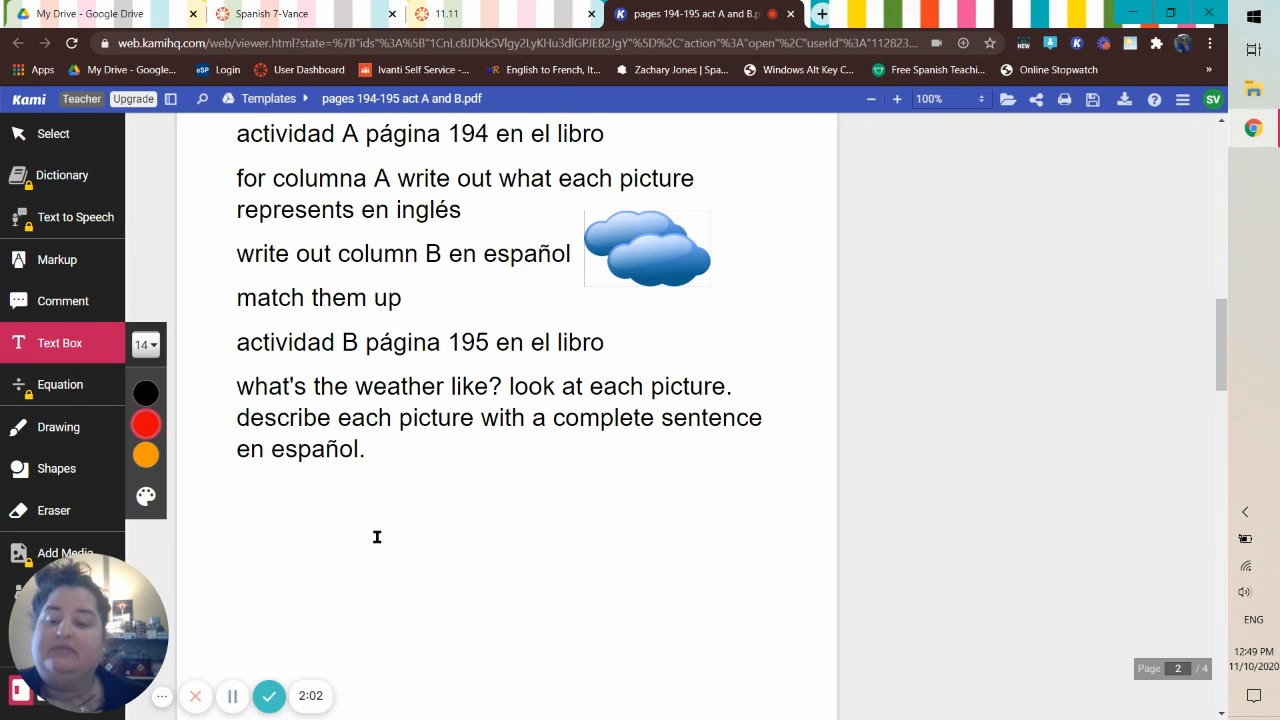 My Drive - Google Drive
Spanish 7-Vance
11.11
pages 194-195 act A and B.p
web.kamihq.com/web/viewer.html?state=%7B"ids"%3A%5B"1CnLc8JDkkSVlgy2LyKHu3dlGPJE82JgY"%5D%2C"action"%3A"open"%2C"userId"%3A"112823...
Apps
My Drive - Google...
Login
User Dashboard
Ivanti Self Service -...
English to French, It...
Zachary Jones | Spa...
Windows Alt Key C...
Free Spanish Teachi...
Online Stopwatch
»
Kami
Teacher
Upgrade
Templates
pages 194-195 act A and B.pdf
100%
SV
Select
Dictionary
Text to Speech
Markup
Comment
Text Box
Equation
Drawing
Shapes
Eraser
Add Media
14
actividad A página 194 en el libro
for columna A write out what each picture
represents en inglés
write out column B en español
match them up
actividad B página 195 en el libro
what's the weather like? look at each picture.
describe each picture with a complete sentence
en español.
2:02
Page 2 / 4
ENG
12:49 PM
11/10/2020